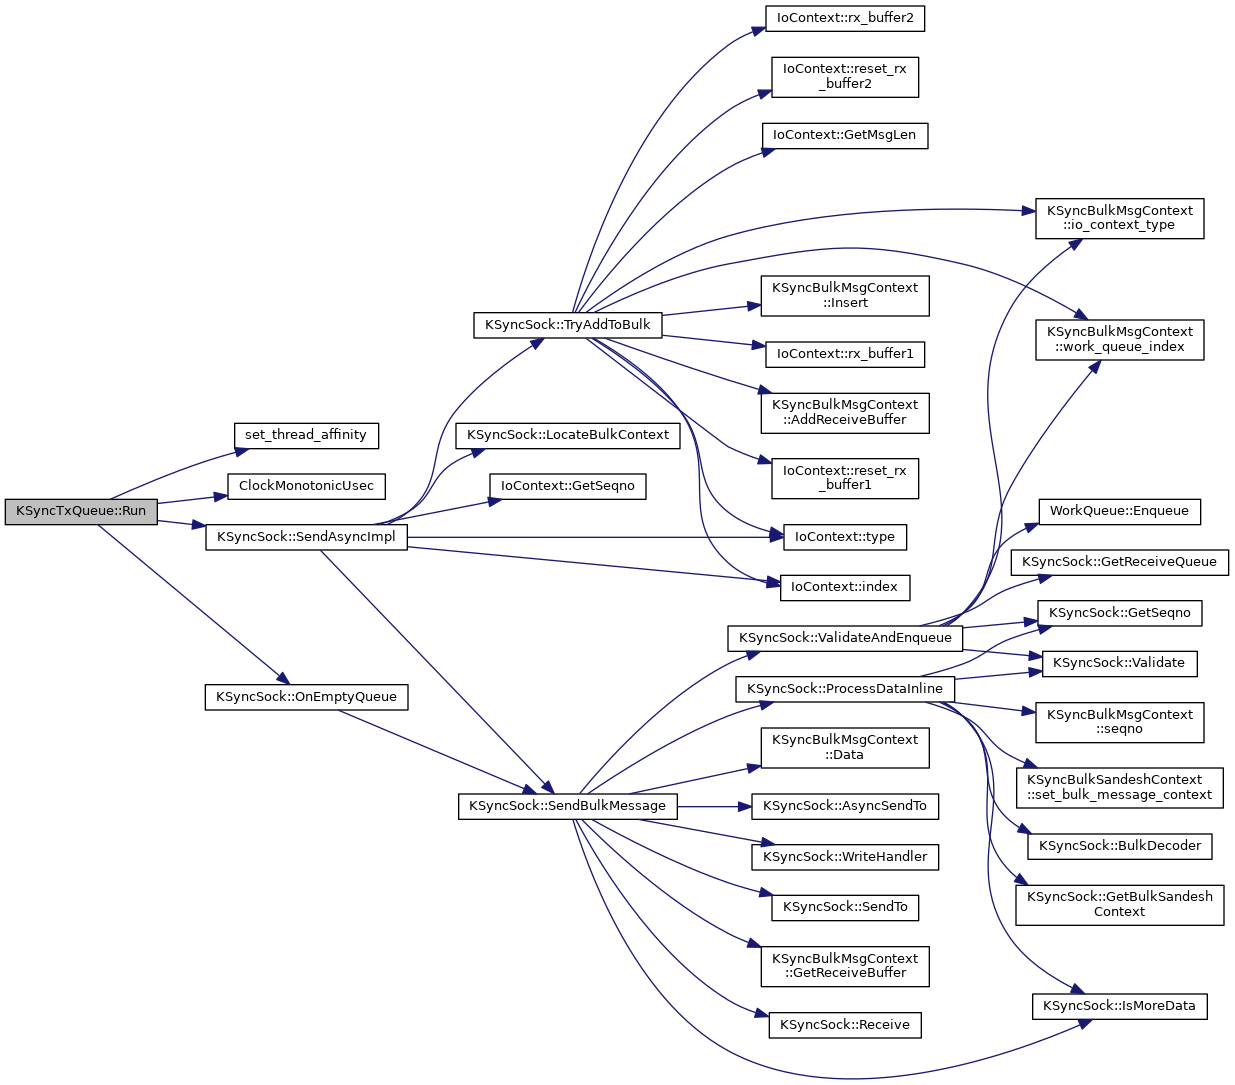 KSyncTxQueue::Run
set_thread_affinity
ClockMonotonicUsec
KSyncSock::SendAsyncImpl
KSyncSock::OnEmptyQueue
KSyncSock::TryAddToBulk
KSyncSock::LocateBulkContext
IoContext::GetSeqno
KSyncSock::SendBulkMessage
IoContext::rx_buffer2
IoContext::reset_rx
_buffer2
IoContext::GetMsgLen
KSyncBulkMsgContext
::Insert
IoContext::rx_buffer1
KSyncBulkMsgContext
::AddReceiveBuffer
IoContext::reset_rx
_buffer1
IoContext::type
IoContext::index
KSyncSock::ValidateAndEnqueue
KSyncSock::ProcessDataInline
KSyncBulkMsgContext
::Data
KSyncSock::AsyncSendTo
KSyncSock::WriteHandler
KSyncSock::SendTo
KSyncBulkMsgContext
::GetReceiveBuffer
KSyncSock::Receive
KSyncBulkMsgContext
::io_context_type
KSyncBulkMsgContext
::work_queue_index
WorkQueue::Enqueue
KSyncSock::GetReceiveQueue
KSyncSock::GetSeqno
KSyncSock::Validate
KSyncBulkMsgContext
::seqno
KSyncBulkSandeshContext
::set_bulk_message_context
KSyncSock::BulkDecoder
KSyncSock::GetBulkSandesh
Context
KSyncSock::IsMoreData